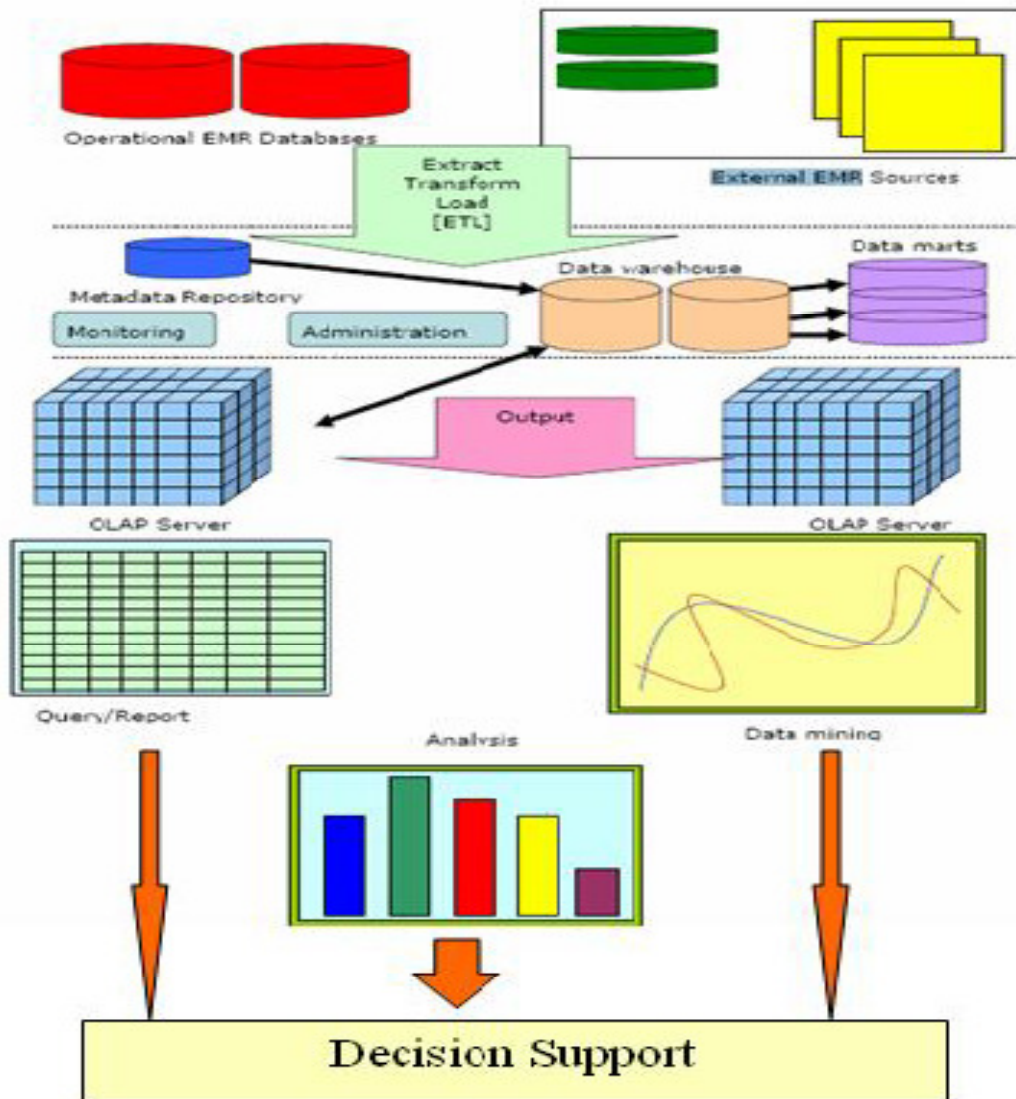 Operational EMR Databases
External EMR Sources
Extract
Transform
Load
[ETL]
Data marts
Data warehouse
Metadata Repository
Monitoring
Administration
Output
OLAP Server
OLAP Server
Query/Report
Analysis
Data mining
Decision Support